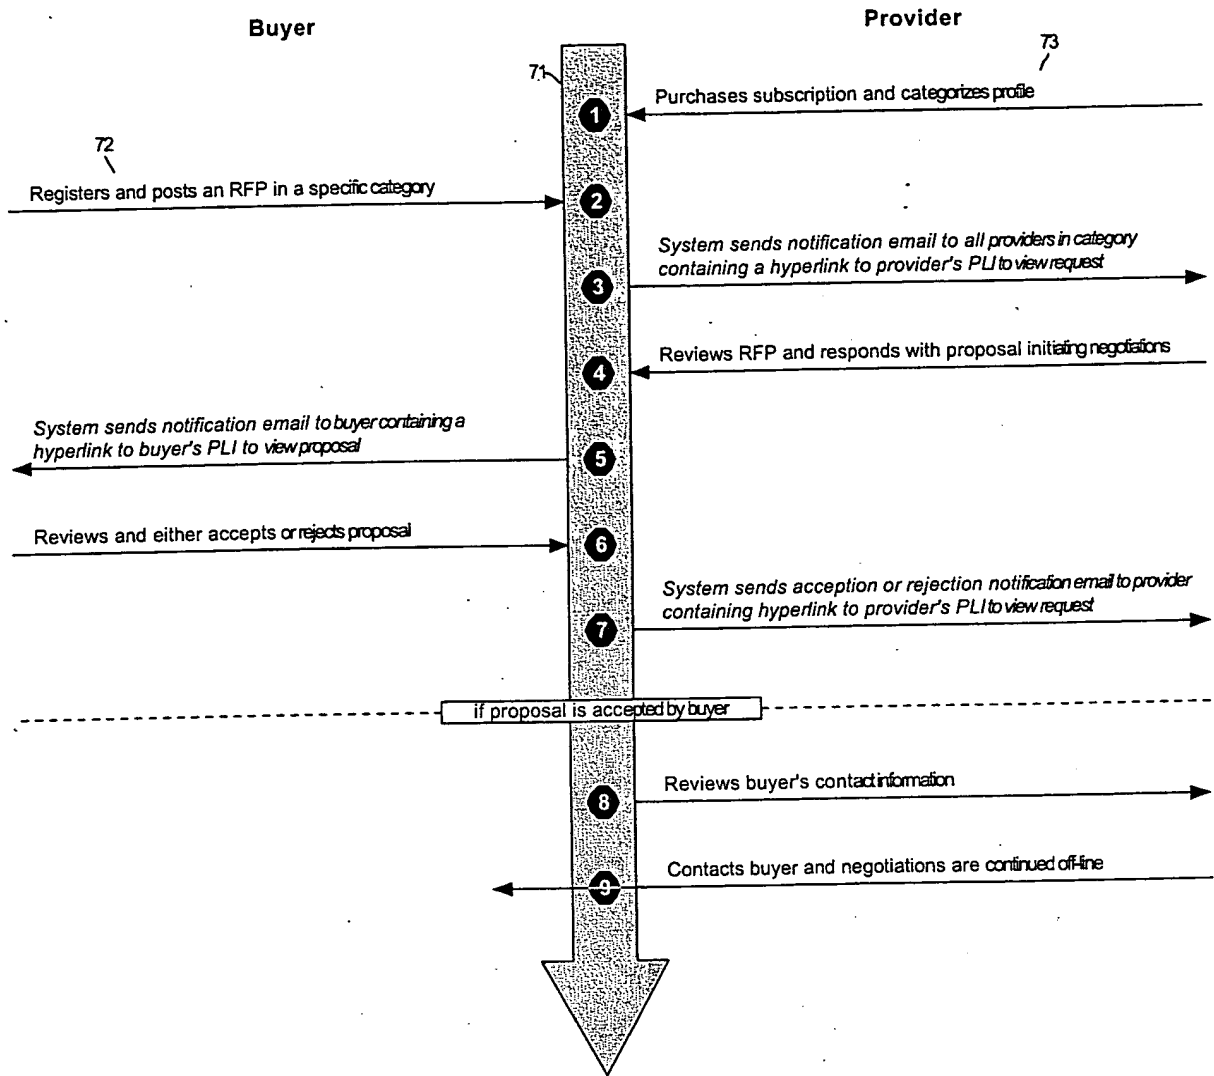 Buyer
Provider
71
73
1
Purchases subscription and categorizes profile
72
Registers and posts an RFP in a specific category
2
System sends notification email to all providers in category
containing a hyperlink to provider's PLI to view request
3
Reviews RFP and responds with proposal initiating negotiations
4
System sends notification email to buyer containing a
hyperlink to buyer's PLI to view proposal
5
Reviews and either accepts or rejects proposal
6
System sends acception or rejection notification email to provider
containing hyperlink to provider's PLI to view request
7
if proposal is accepted by buyer
Reviews buyer's contact information
8
Contacts buyer and negotiations are continued off-line
9